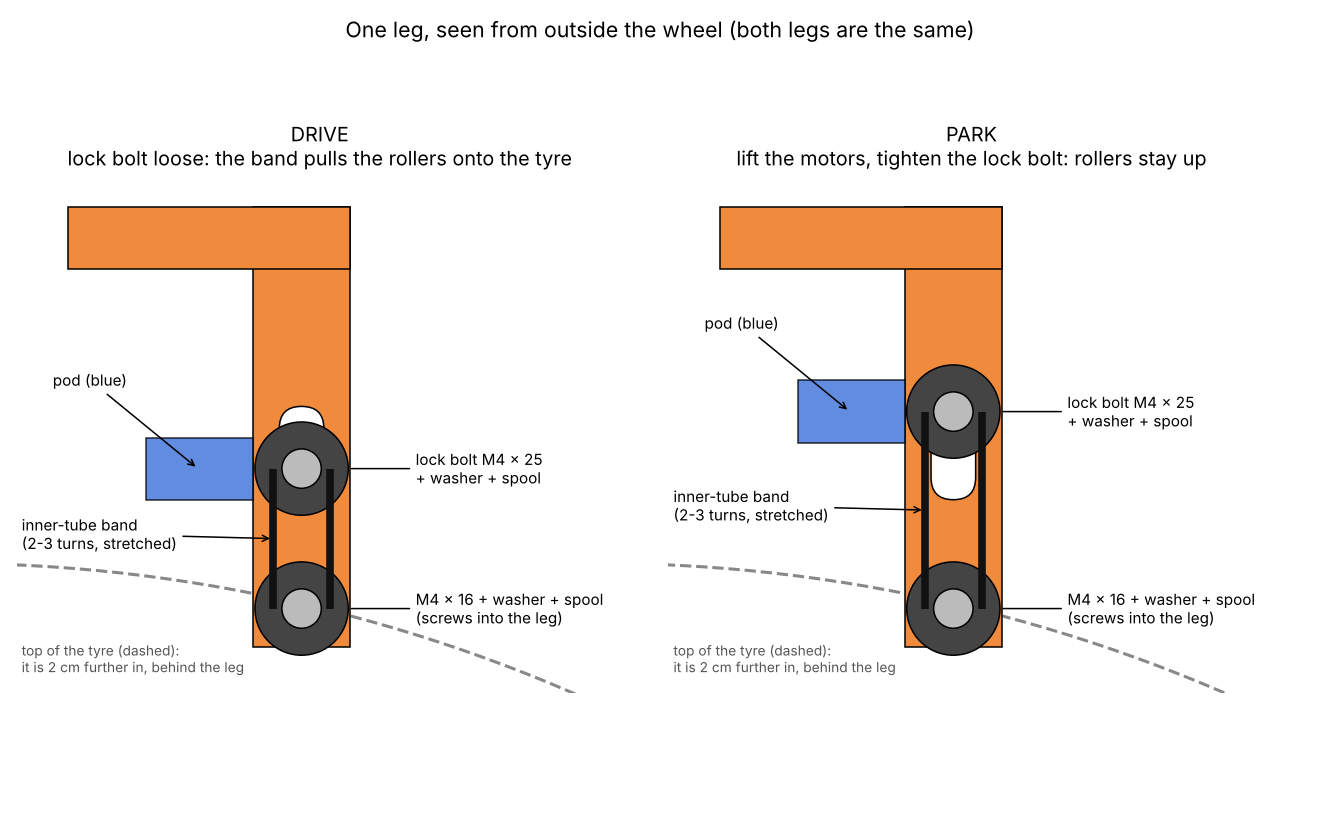 One leg, seen from outside the wheel (both legs are the same)
DRIVE
lock bolt loose: the band pulls the rollers onto the tyre
pod (blue)
lock bolt M4 × 25
+ washer + spool
inner-tube band
(2-3 turns, stretched)
M4 × 16 + washer + spool
(screws into the leg)
top of the tyre (dashed):
it is 2 cm further in, behind the leg
PARK
lift the motors, tighten the lock bolt: rollers stay up
pod (blue)
lock bolt M4 × 25
+ washer + spool
inner-tube band
(2-3 turns, stretched)
M4 × 16 + washer + spool
(screws into the leg)
top of the tyre (dashed):
it is 2 cm further in, behind the leg